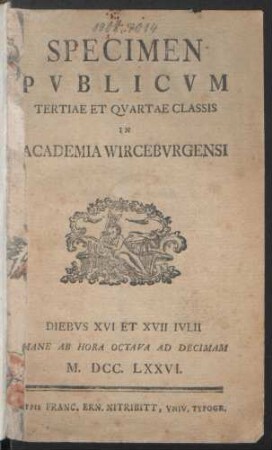 SPECIMEN
PVBLICVM
TERTIAE ET QVARTAE CLASSIS
IN
ACADEMIA WIRCEBVRGENSI
DIEBVS XVI ET XVII IVLII
MANE AB HORA OCTAVA AD DECIMAM
M. DCC. LXXVI.
FRANC. ERN. NITRIBITT, VNIV. TYPOGR.